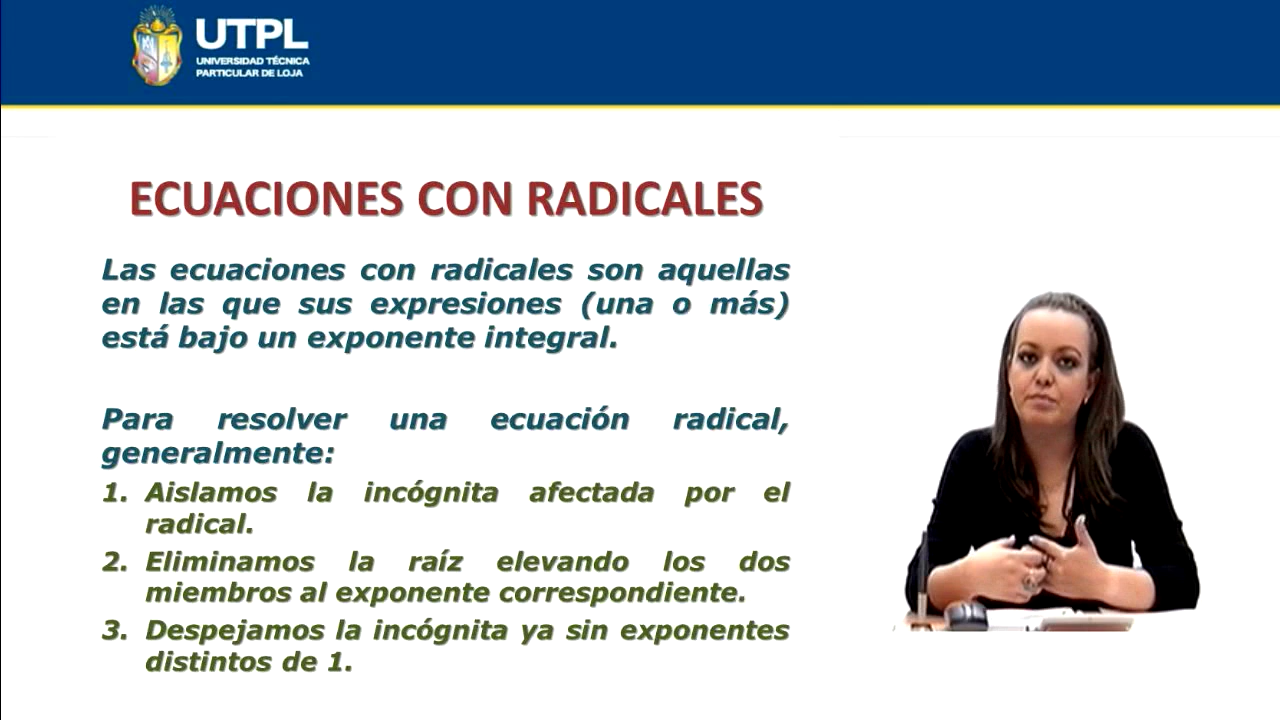 UTPL
UNIVERSIDAD TÉCNICA
PARTICULAR DE LOJA
ECUACIONES CON RADICALES
Las ecuaciones con radicales son aquellas
en las que sus expresiones (una o más)
está bajo un exponente integral.
Para resolver una ecuación radical,
generalmente:
1. Aislamos la incógnita afectada por el
radical.
2. Eliminamos la raíz elevando los dos
miembros al exponente correspondiente.
3. Despejamos la incógnita ya sin exponentes
distintos de 1.